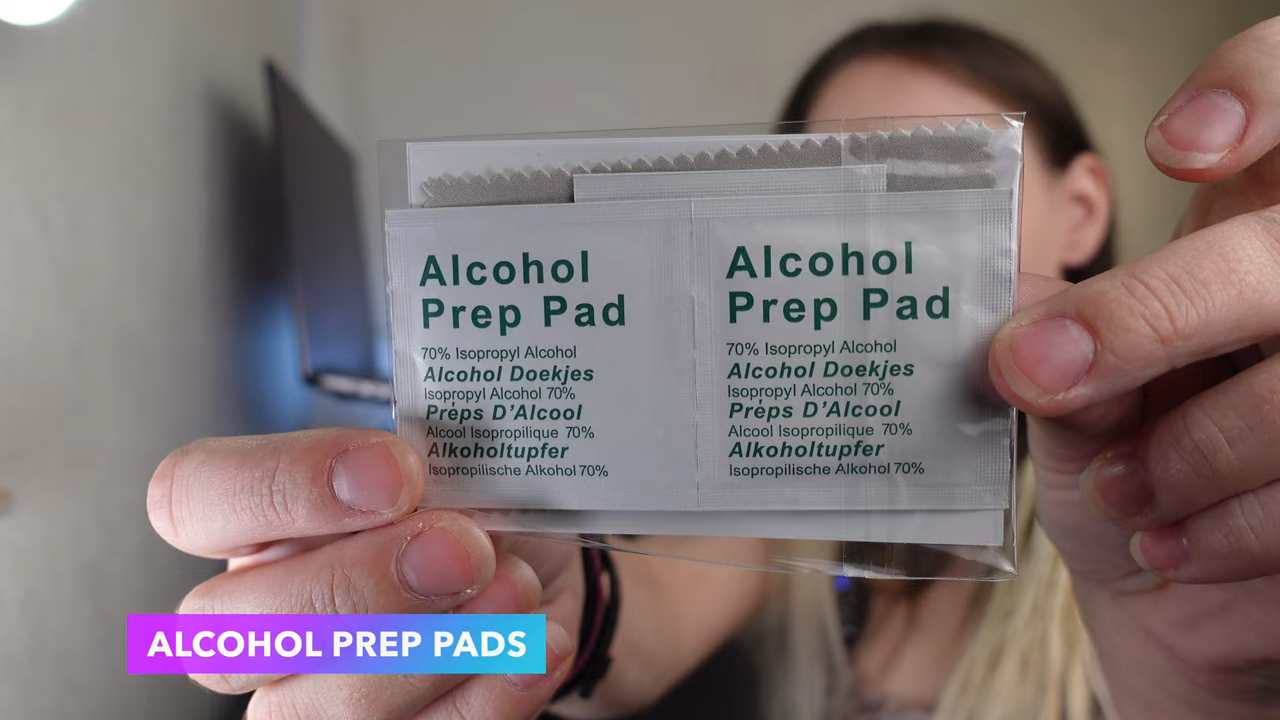 Alcohol
Prep Pad
70% Isopropyl Alcohol
Alcohol Doekjes
Isopropyl Alcohol 70%
Prėps D’Alcool
Alcool Isopropilique 70%
Alkoholtupfer
Isopropilische Alkohol 70%
Alcohol
Prep Pad
70% Isopropyl Alcohol
Alcohol Doekjes
Isopropyl Alcohol 70%
Prėps D’Alcool
Alcool Isopropilique 70%
Alkoholtupfer
Isopropilische Alkohol 70%
ALCOHOL PREP PADS